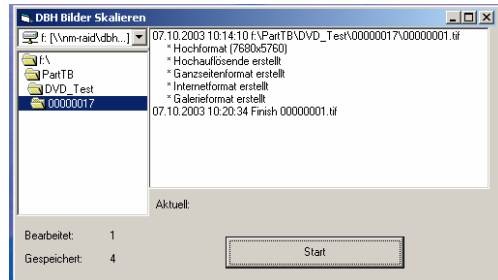 DBH Bilder Skalieren
f: [\\nm-raid\dbh...]
f:\
PartTB
DVD_Test
00000017
07.10.2003 10:14:10 f:\PartTB\DVD_Test\00000017\00000001.tif
* Hochformat (7680x5760)
* Hochauflösende erstellt
* Ganzseitenformat erstellt
* Internetformat erstellt
* Galerieformat erstellt
07.10.2003 10:20:34 Finish 00000001.tif
Aktuell:
Bearbeitet: 1
Gespeichert: 4
Start